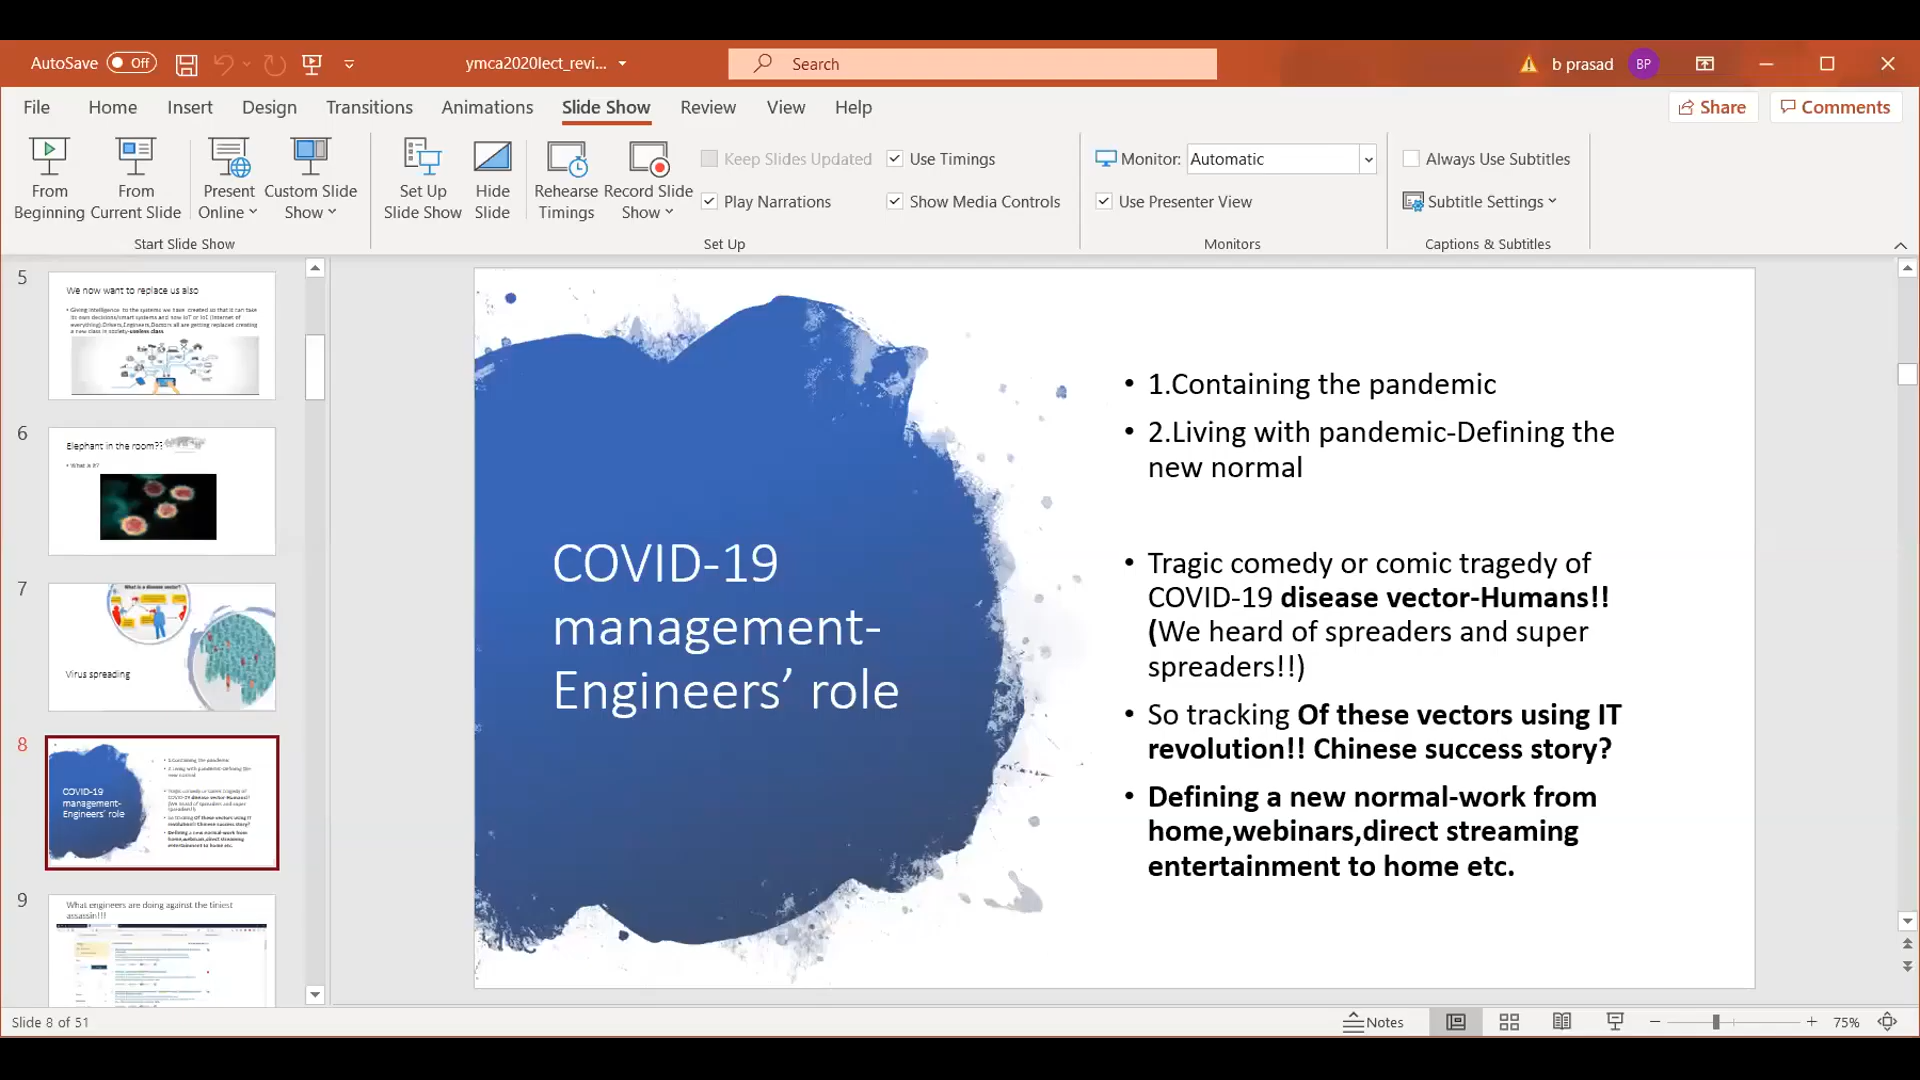 AutoSave Off
ymca2020lect_revi...
Search
b prasad BP
File Home Insert Design Transitions Animations Slide Show Review View Help
Share Comments
From Beginning
From Current Slide
Present Online
Custom Slide Show
Set Up Slide Show
Hide Slide
Rehearse Timings
Record Slide Show
Keep Slides Updated
Play Narrations
Use Timings
Show Media Controls
Monitor: Automatic
Use Presenter View
Always Use Subtitles
Subtitle Settings
Start Slide Show
Set Up
Monitors
Captions & Subtitles
5
We now want to replace us also
6
Elephant in the room??
• What is it?
7
What is a disease vector?
Virus spreading
8
COVID-19
management-
Engineers’ role
9
What engineers are doing against the tiniest
assassin!!!
COVID-19
management-
Engineers’ role
• 1.Containing the pandemic
• 2.Living with pandemic-Defining the
new normal
• Tragic comedy or comic tragedy of
COVID-19 disease vector-Humans!!
(We heard of spreaders and super
spreaders!!)
• So tracking Of these vectors using IT
revolution!! Chinese success story?
• Defining a new normal-work from
home,webinars,direct streaming
entertainment to home etc.
Slide 8 of 51
Notes
75%